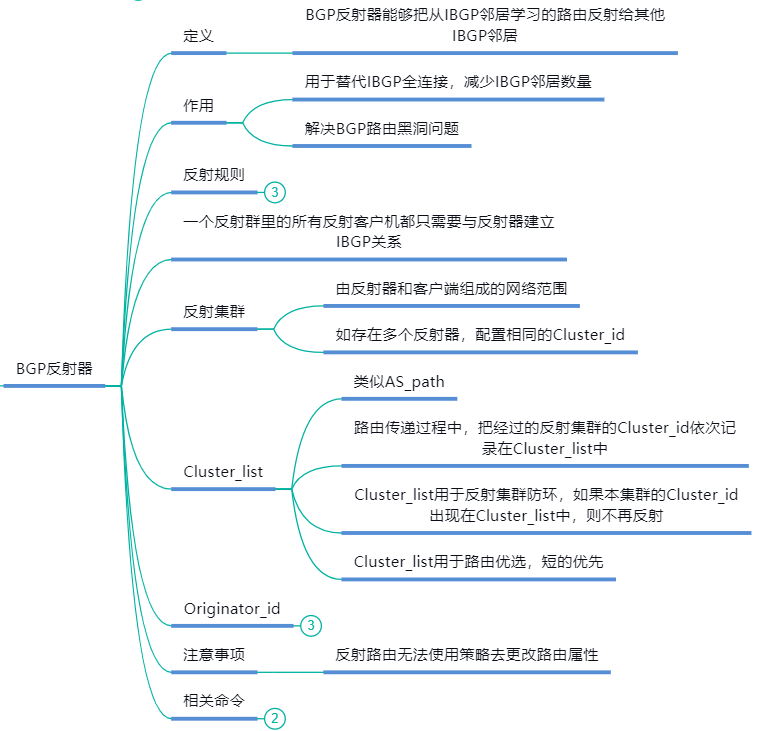 BGP反射器
定义
BGP反射器能够把从IBGP邻居学习的路由反射给其他
IBGP邻居
作用
用于替代IBGP全连接，减少IBGP邻居数量
解决BGP路由黑洞问题
反射规则
3
一个反射群里的所有反射客户机都只需要与反射器建立
IBGP关系
反射集群
由反射器和客户端组成的网络范围
如存在多个反射器，配置相同的Cluster_id
Cluster_list
类似AS_path
路由传递过程中，把经过的反射集群的Cluster_id依次记
录在Cluster_list中
Cluster_list用于反射集群防环，如果本集群的Cluster_id
出现在Cluster_list中，则不再反射
Cluster_list用于路由优选，短的优先
Originator_id
3
注意事项
反射路由无法使用策略去更改路由属性
相关命令
2